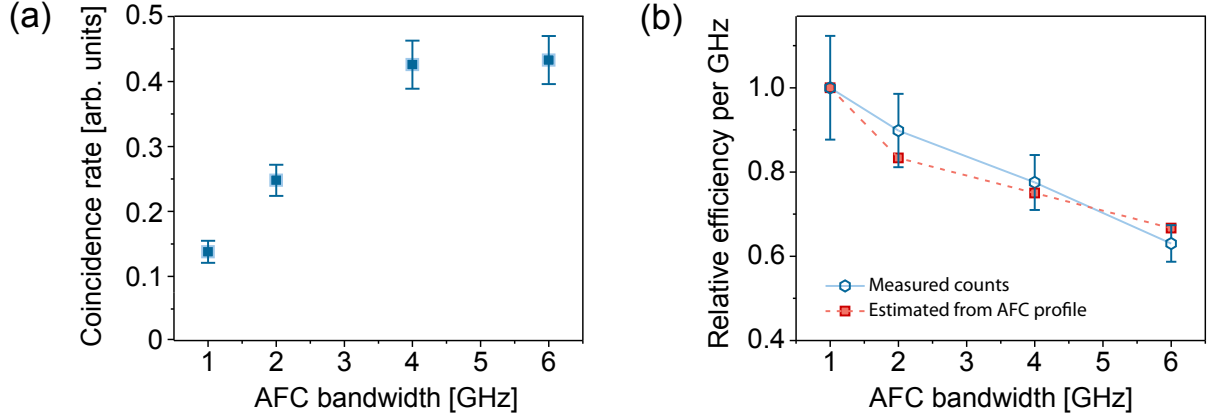 (a)
Coincidence rate [arb. units]
0.5
0.4
0.3
0.2
0.1
0
1 2 3 4 5 6
AFC bandwidth [GHz]
(b)
Relative efficiency per GHz
1.0
0.8
0.6
0.4
Measured counts
Estimated from AFC profile
1 2 3 4 5 6
AFC bandwidth [GHz]